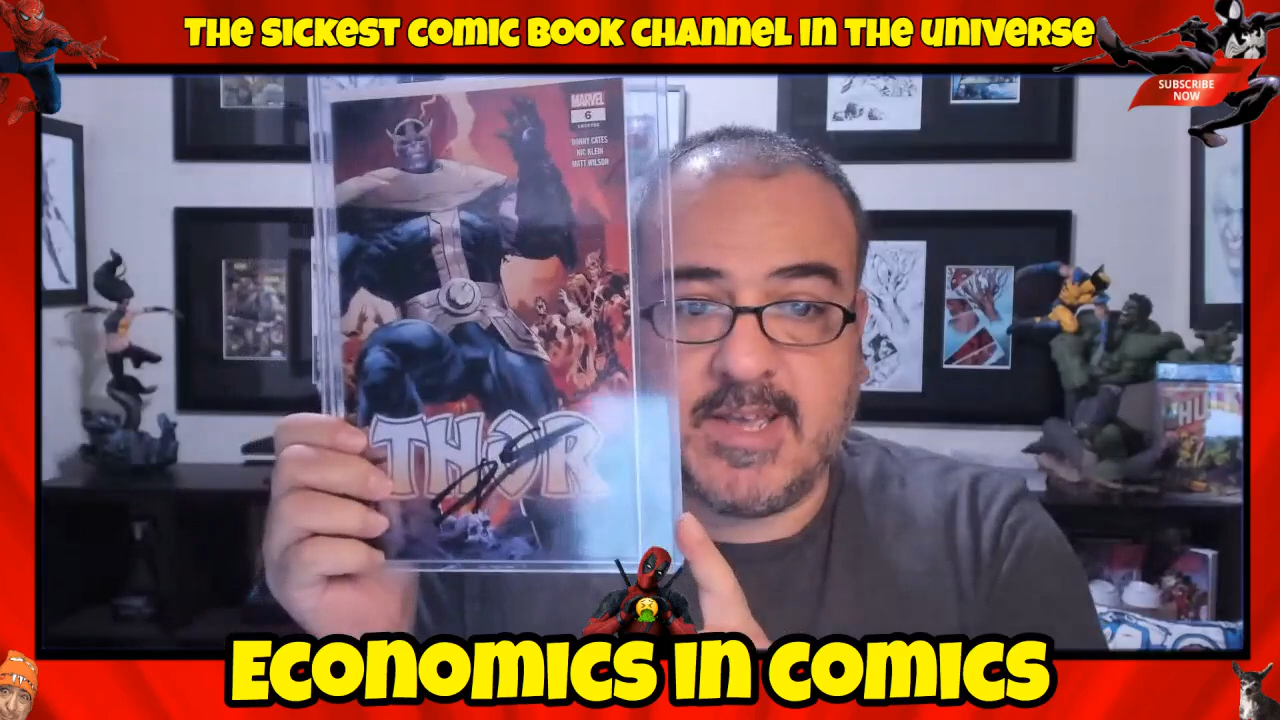 THE SICKEST COMIC BOOK CHANNEL IN THE UNIVERSE
SUBSCRIBE
NOW
MARVEL
6
DONNY CATES
NIC KLEIN
MATT WILSON
THOR
HU
ECONOMICS IN COMICS